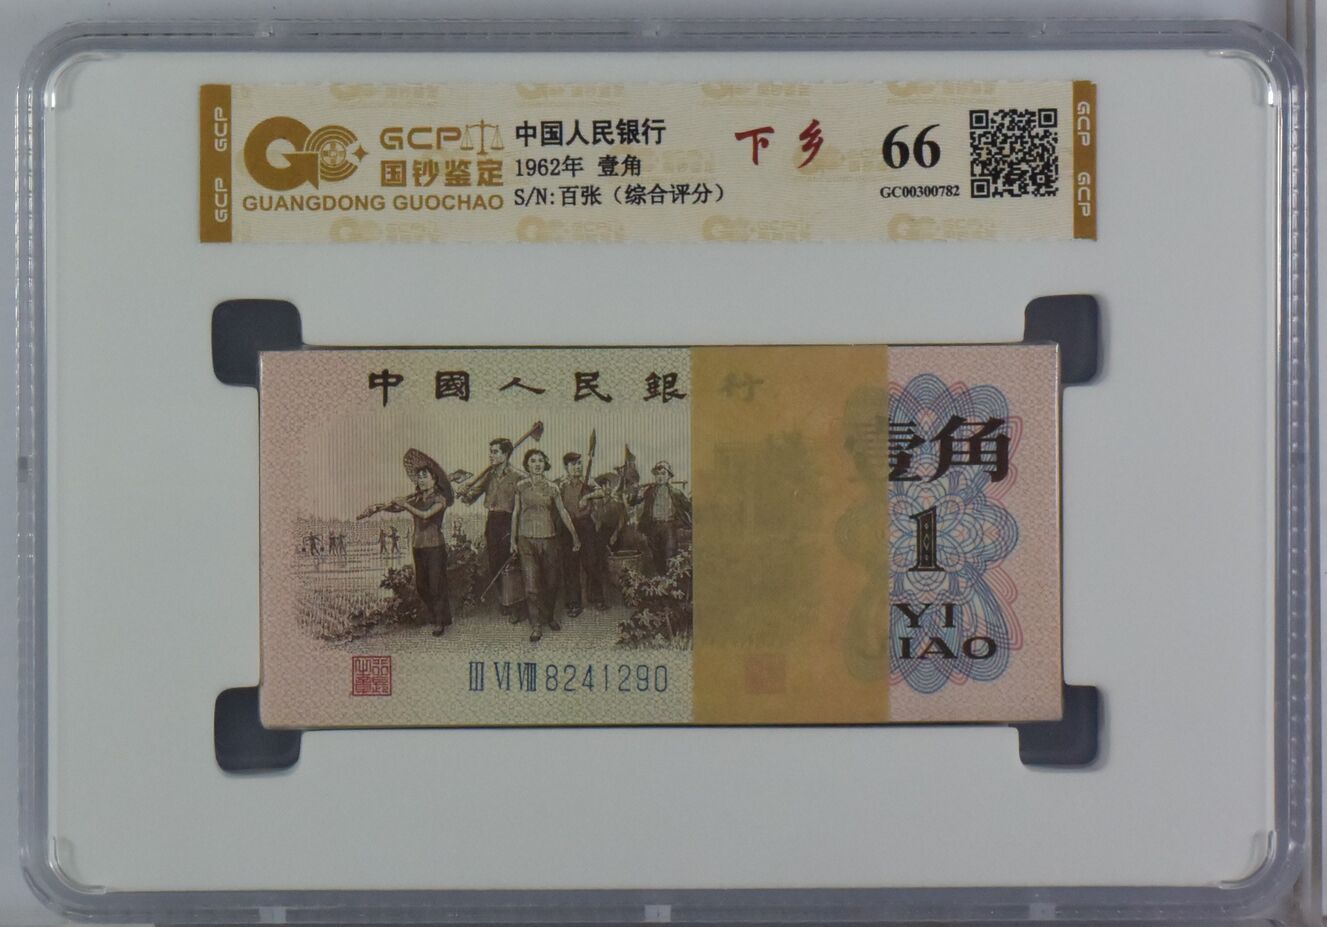 GCP
GCP
GCP
国钞鉴定
GUANGDONG GUOCHAO
中国人民银行
1962年 壹角
S/N:百张（综合评分）
下乡
66
GC00300782
GCP
GCP
中國人民銀行
壹角
1
YI
JIAO
III VI VIII 8241290